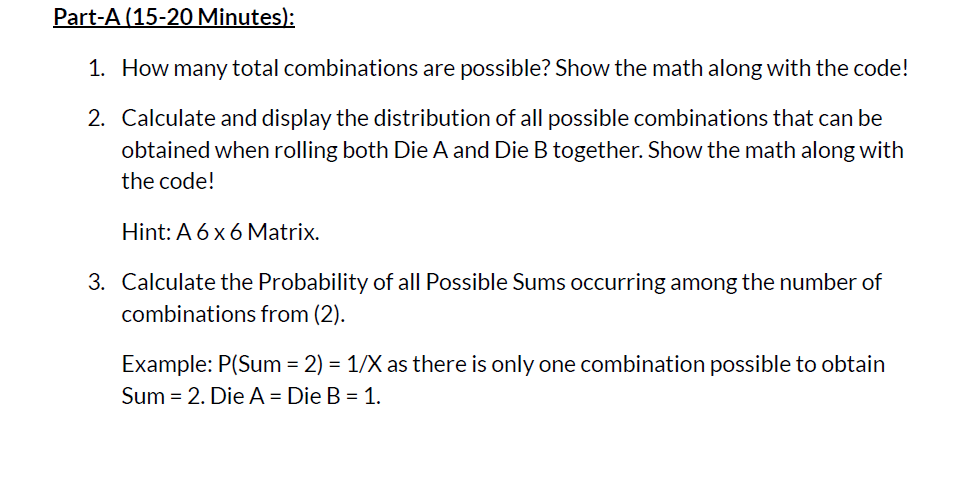 Part-A (15-20 Minutes):
1. How many total combinations are possible? Show the math along with the code!
2. Calculate and display the distribution of all possible combinations that can be
obtained when rolling both Die A and Die B together. Show the math along with
the code!
Hint: A 6 x 6 Matrix.
3. Calculate the Probability of all Possible Sums occurring among the number of
combinations from (2).
Example: P(Sum = 2) = 1/X as there is only one combination possible to obtain
Sum = 2. Die A = Die B = 1.